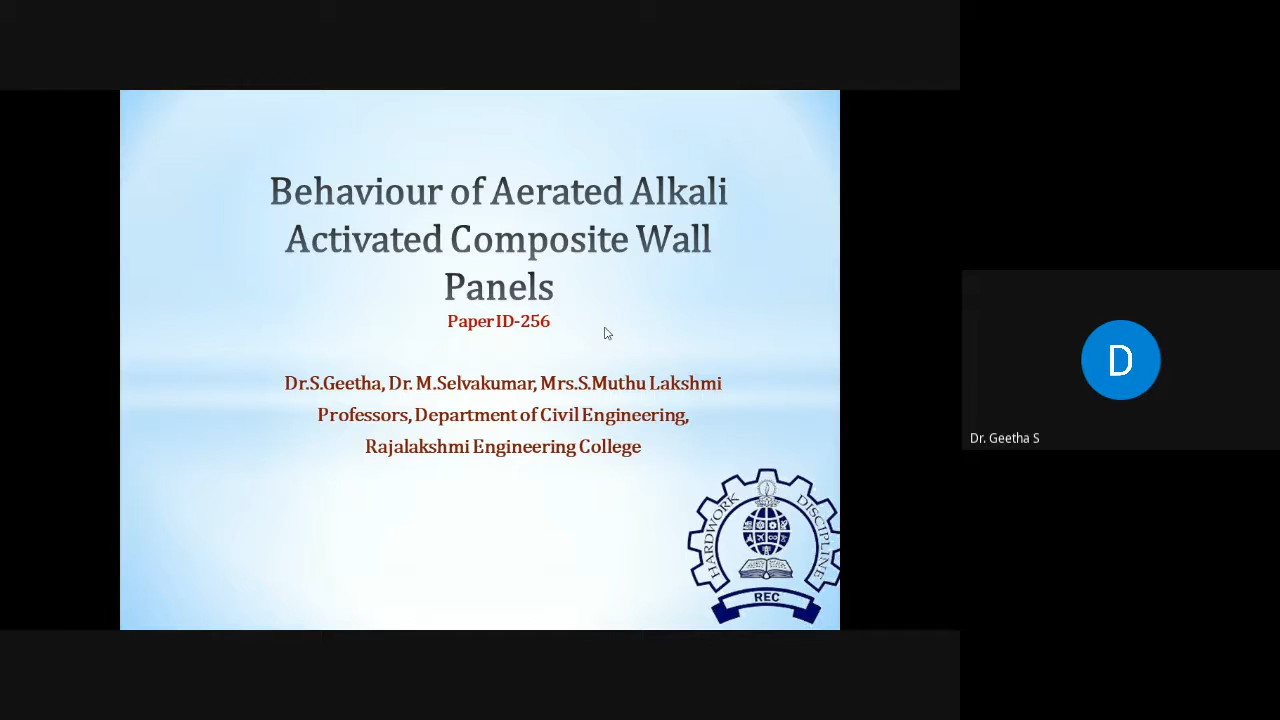 Behaviour of Aerated Alkali
Activated Composite Wall
Panels
Paper ID-256
Dr.S.Geetha, Dr. M.Selvakumar, Mrs.S.Muthu Lakshmi
Professors, Department of Civil Engineering,
Rajalakshmi Engineering College
HARDWORK
DISCIPLINE
REC
D
Dr. Geetha S